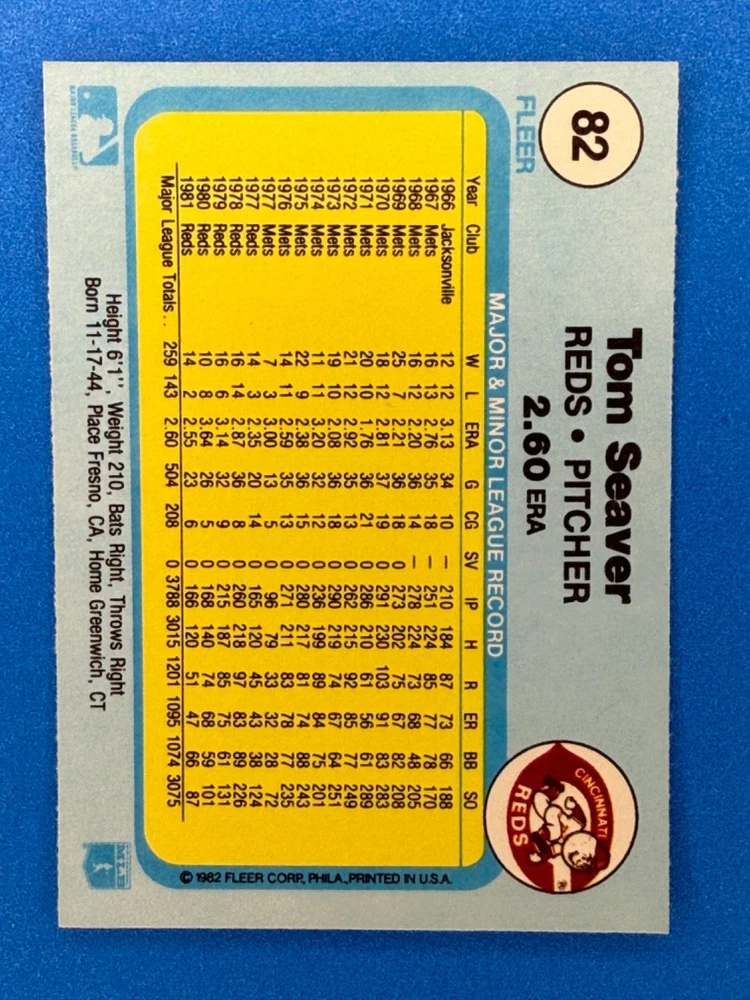 82
FLEER
Tom Seaver
REDS • PITCHER
2.60 ERA
CINCINNATI
REDS
®
MAJOR & MINOR LEAGUE RECORD
Year Club W L ERA G CG SV IP H R ER BB SO
1966 Jacksonville 12 12 3.13 34 10 — 210 184 87 73 66 188
1967 Mets 16 13 2.76 35 18 — 251 224 85 77 78 170
1968 Mets 16 12 2.20 36 14 — 278 224 73 68 48 205
1969 Mets 25 7 2.21 36 18 0 273 202 75 67 82 208
1970 Mets 18 12 2.81 37 19 0 291 230 103 91 83 283
1971 Mets 20 10 1.76 36 21 0 286 210 61 56 61 289
1972 Mets 21 12 2.92 35 13 0 262 215 92 85 77 249
1973 Mets 19 10 2.08 36 18 0 290 219 74 67 64 251
1974 Mets 11 11 3.20 32 12 0 236 199 89 84 75 201
1975 Mets 22 9 2.38 36 15 0 280 217 81 74 88 243
1976 Mets 14 11 2.59 35 13 0 271 211 83 78 77 235
1977 Mets 7 3 3.00 13 5 0 96 79 33 32 28 72
1977 Reds 14 3 2.35 20 14 0 165 120 45 43 38 124
1978 Reds 16 14 2.87 36 8 0 260 218 97 83 89 226
1979 Reds 16 6 3.14 32 9 0 215 187 85 75 61 131
1980 Reds 10 8 3.64 26 5 0 168 140 74 68 59 101
1981 Reds 14 2 2.55 23 6 0 166 120 51 47 66 87
Major League Totals . . 259 143 2.60 504 208 0 3788 3015 1201 1095 1074 3075
© 1982 FLEER CORP., PHILA., PRINTED IN U.S.A.
Height 6'1", Weight 210, Bats Right, Throws Right
Born 11-17-44, Place Fresno, CA, Home Greenwich, CT
MAJOR LEAGUE BASEBALL